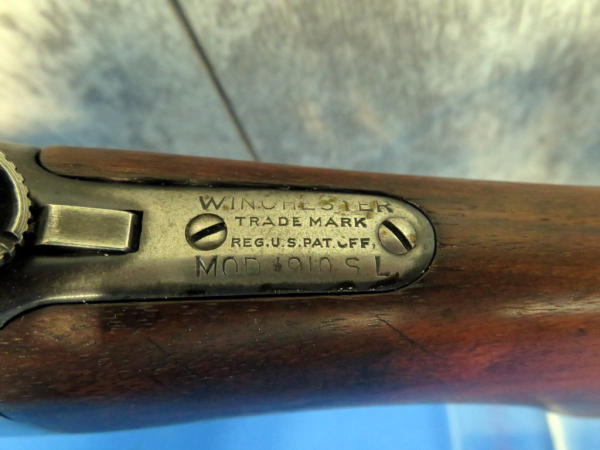 WINCHESTER
TRADE MARK
REG. U.S. PAT. OFF.
MOD. 1910 S.L.